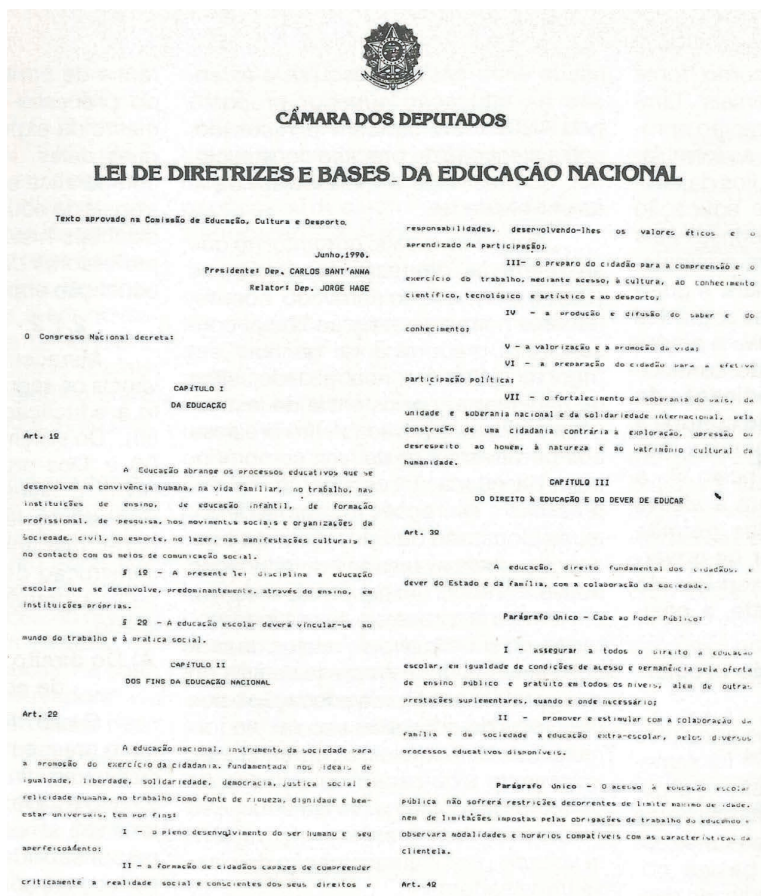 CÂMARA DOS DEPUTADOS
LEI DE DIRETRIZES E BASES DA EDUCAÇÃO NACIONAL
Texto aprovado na Comissão de Educação, Cultura e Desporto.
Junho,1990.
Presidente: Dep. CARLOS SANT'ANNA
Relator: Dep. JORGE HAGE
O Congresso Nacional decreta:
CAPÍTULO I
DA EDUCAÇÃO
Art. 1º
A Educação abrange os processos educativos que se
desenvolvem na convivência humana, na vida familiar, no trabalho, nas
instituições de ensino, de educação infantil, de formação
profissional, de pesquisa, nos movimentos sociais e organizações da
Sociedade, civil, no esporte, no lazer, nas manifestações culturais e
no contacto com os meios de comunicação social.
§ 1º - A presente lei disciplina a educação
escolar que se desenvolve, predominantemente, através do ensino, em
instituições próprias.
§ 2º - A educação escolar deverá vincular-se ao
mundo do trabalho e à prática social.
CAPÍTULO II
DOS FINS DA EDUCAÇÃO NACIONAL
Art. 2º
A educação nacional, instrumento da sociedade para
a promoção do exercício da cidadania, fundamentada nos ideais de
igualdade, liberdade, solidariedade, democracia, justiça social e
felicidade humana, no trabalho como fonte de riqueza, dignidade e bem-
estar universais, tem por fins:
I - o pleno desenvolvimento do ser humano e seu
aperfeiçoamento;
II - a formação de cidadãos capazes de compreender
criticamente a realidade social e conscientes dos seus direitos e
responsabilidades, desenvolvendo-lhes os valores éticos e o
aprendizado da participação;
III- o preparo do cidadão para a compreensão e o
exercício do trabalho, mediante acesso, à cultura, ao conhecimento
científico, tecnológico e artístico e ao desporto;
IV - a produção e difusão do saber e do
conhecimento;
V - a valorização e a promoção da vida;
VI - a preparação do cidadão para a efetiva
participação política;
VII - o fortalecimento da soberania do país, da
unidade e soberania nacional e da solidariedade internacional, pela
construção de uma cidadania contrária à exploração, opressão ou
desrespeito ao homem, à natureza e ao patrimônio cultural da
humanidade.
CAPÍTULO III
DO DIREITO À EDUCAÇÃO E DO DEVER DE EDUCAR
Art. 3º
A educação, direito fundamental dos cidadãos, é
dever do Estado e da família, com a colaboração da sociedade.
Parágrafo Único - Cabe ao Poder Público:
I - assegurar a todos o direito à educação
escolar, em igualdade de condições de acesso e permanência pela oferta
de ensino público e gratuito em todos os níveis, além de outras
prestações suplementares, quando e onde necessário;
II - promover e estimular com a colaboração da
família e da sociedade a educação extra-escolar, pelos diversos
processos educativos disponíveis.
Parágrafo Único - O acesso à educação escolar
pública não sofrerá restrições decorrentes de limite máximo de idade,
nem de limitações impostas pelas obrigações de trabalho do educando e
observará modalidades e horários compatíveis com as características da
clientela.
Art. 4º